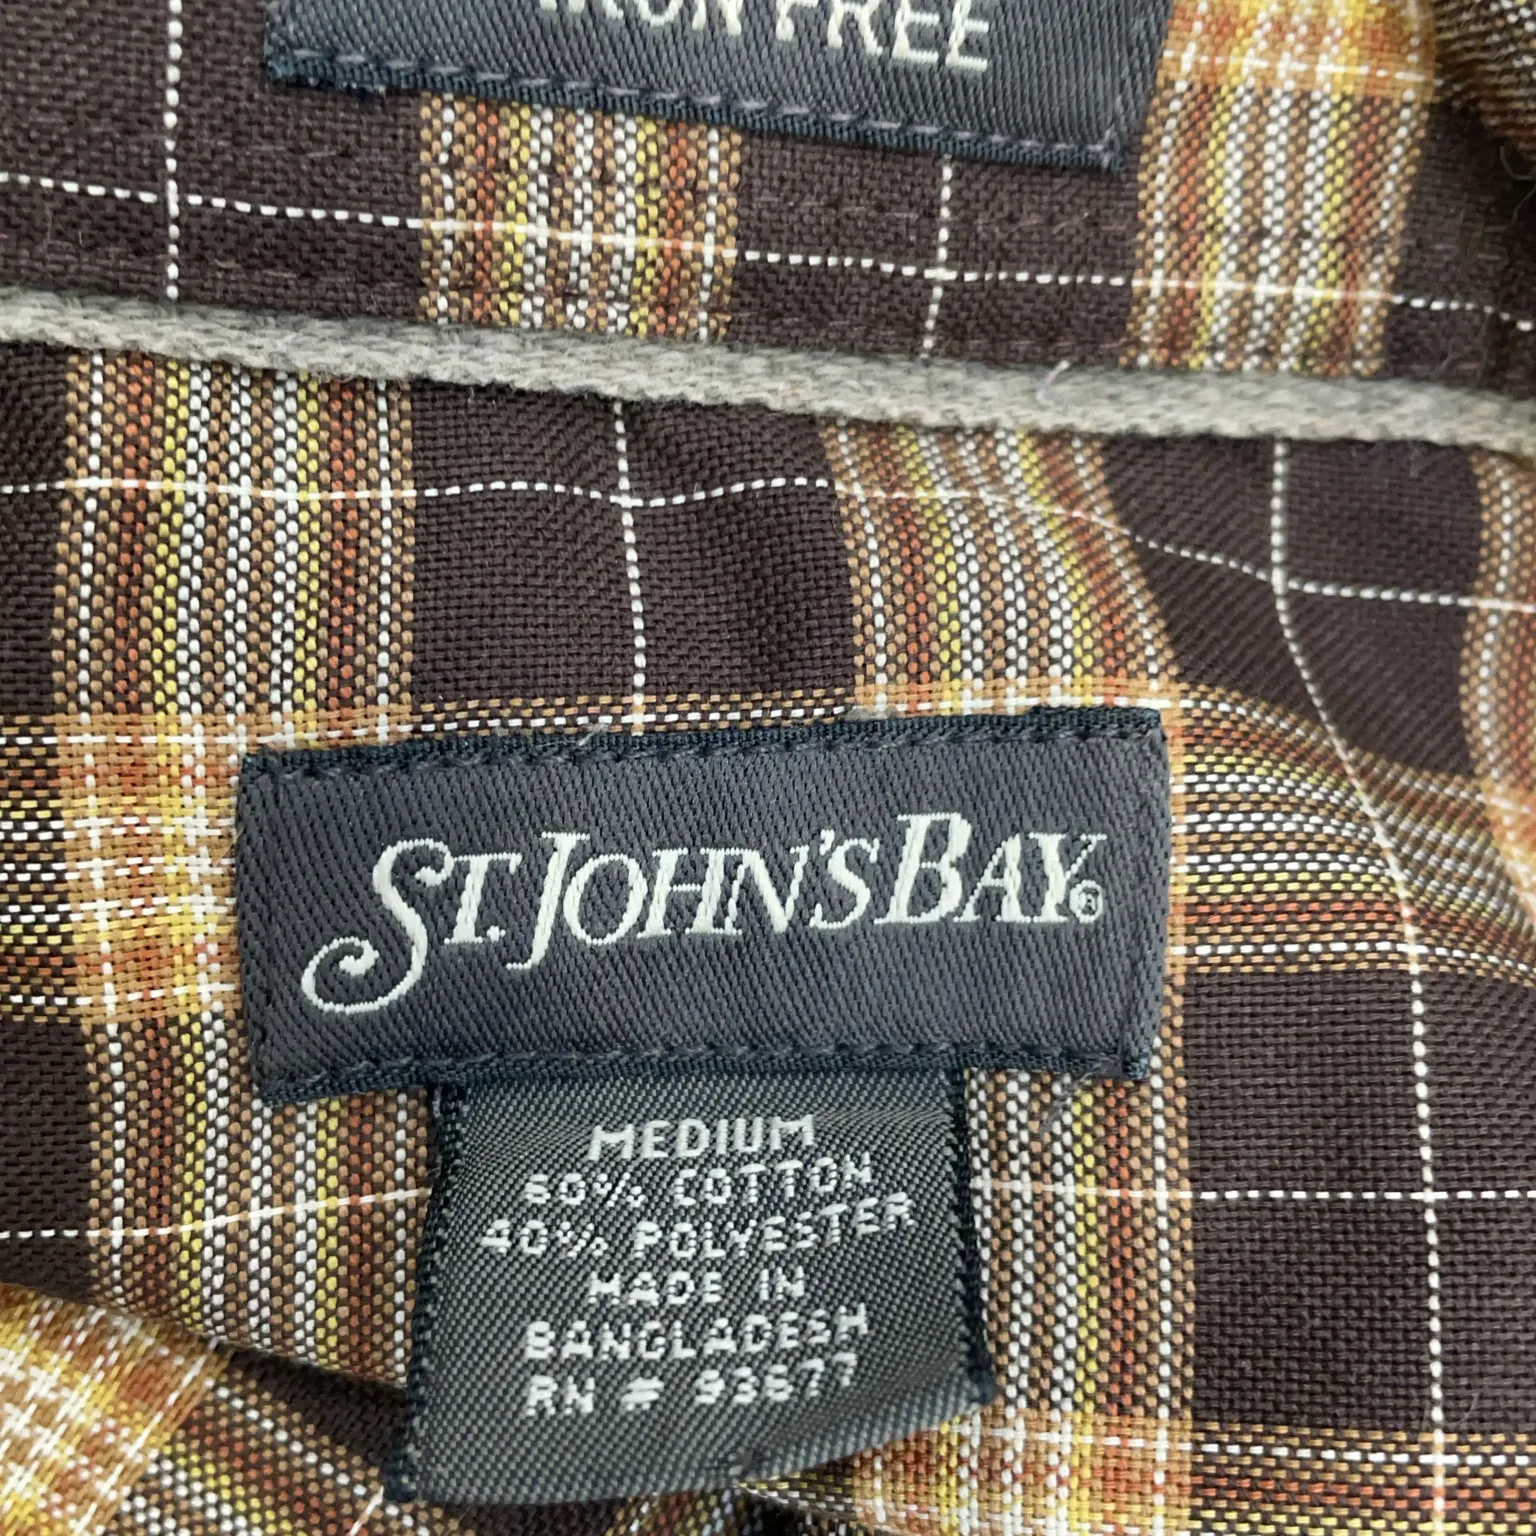 IRON FREE
ST. JOHN'S BAY®
MEDIUM
60% COTTON
40% POLYESTER
MADE IN
BANGLADESH
RN # 93677